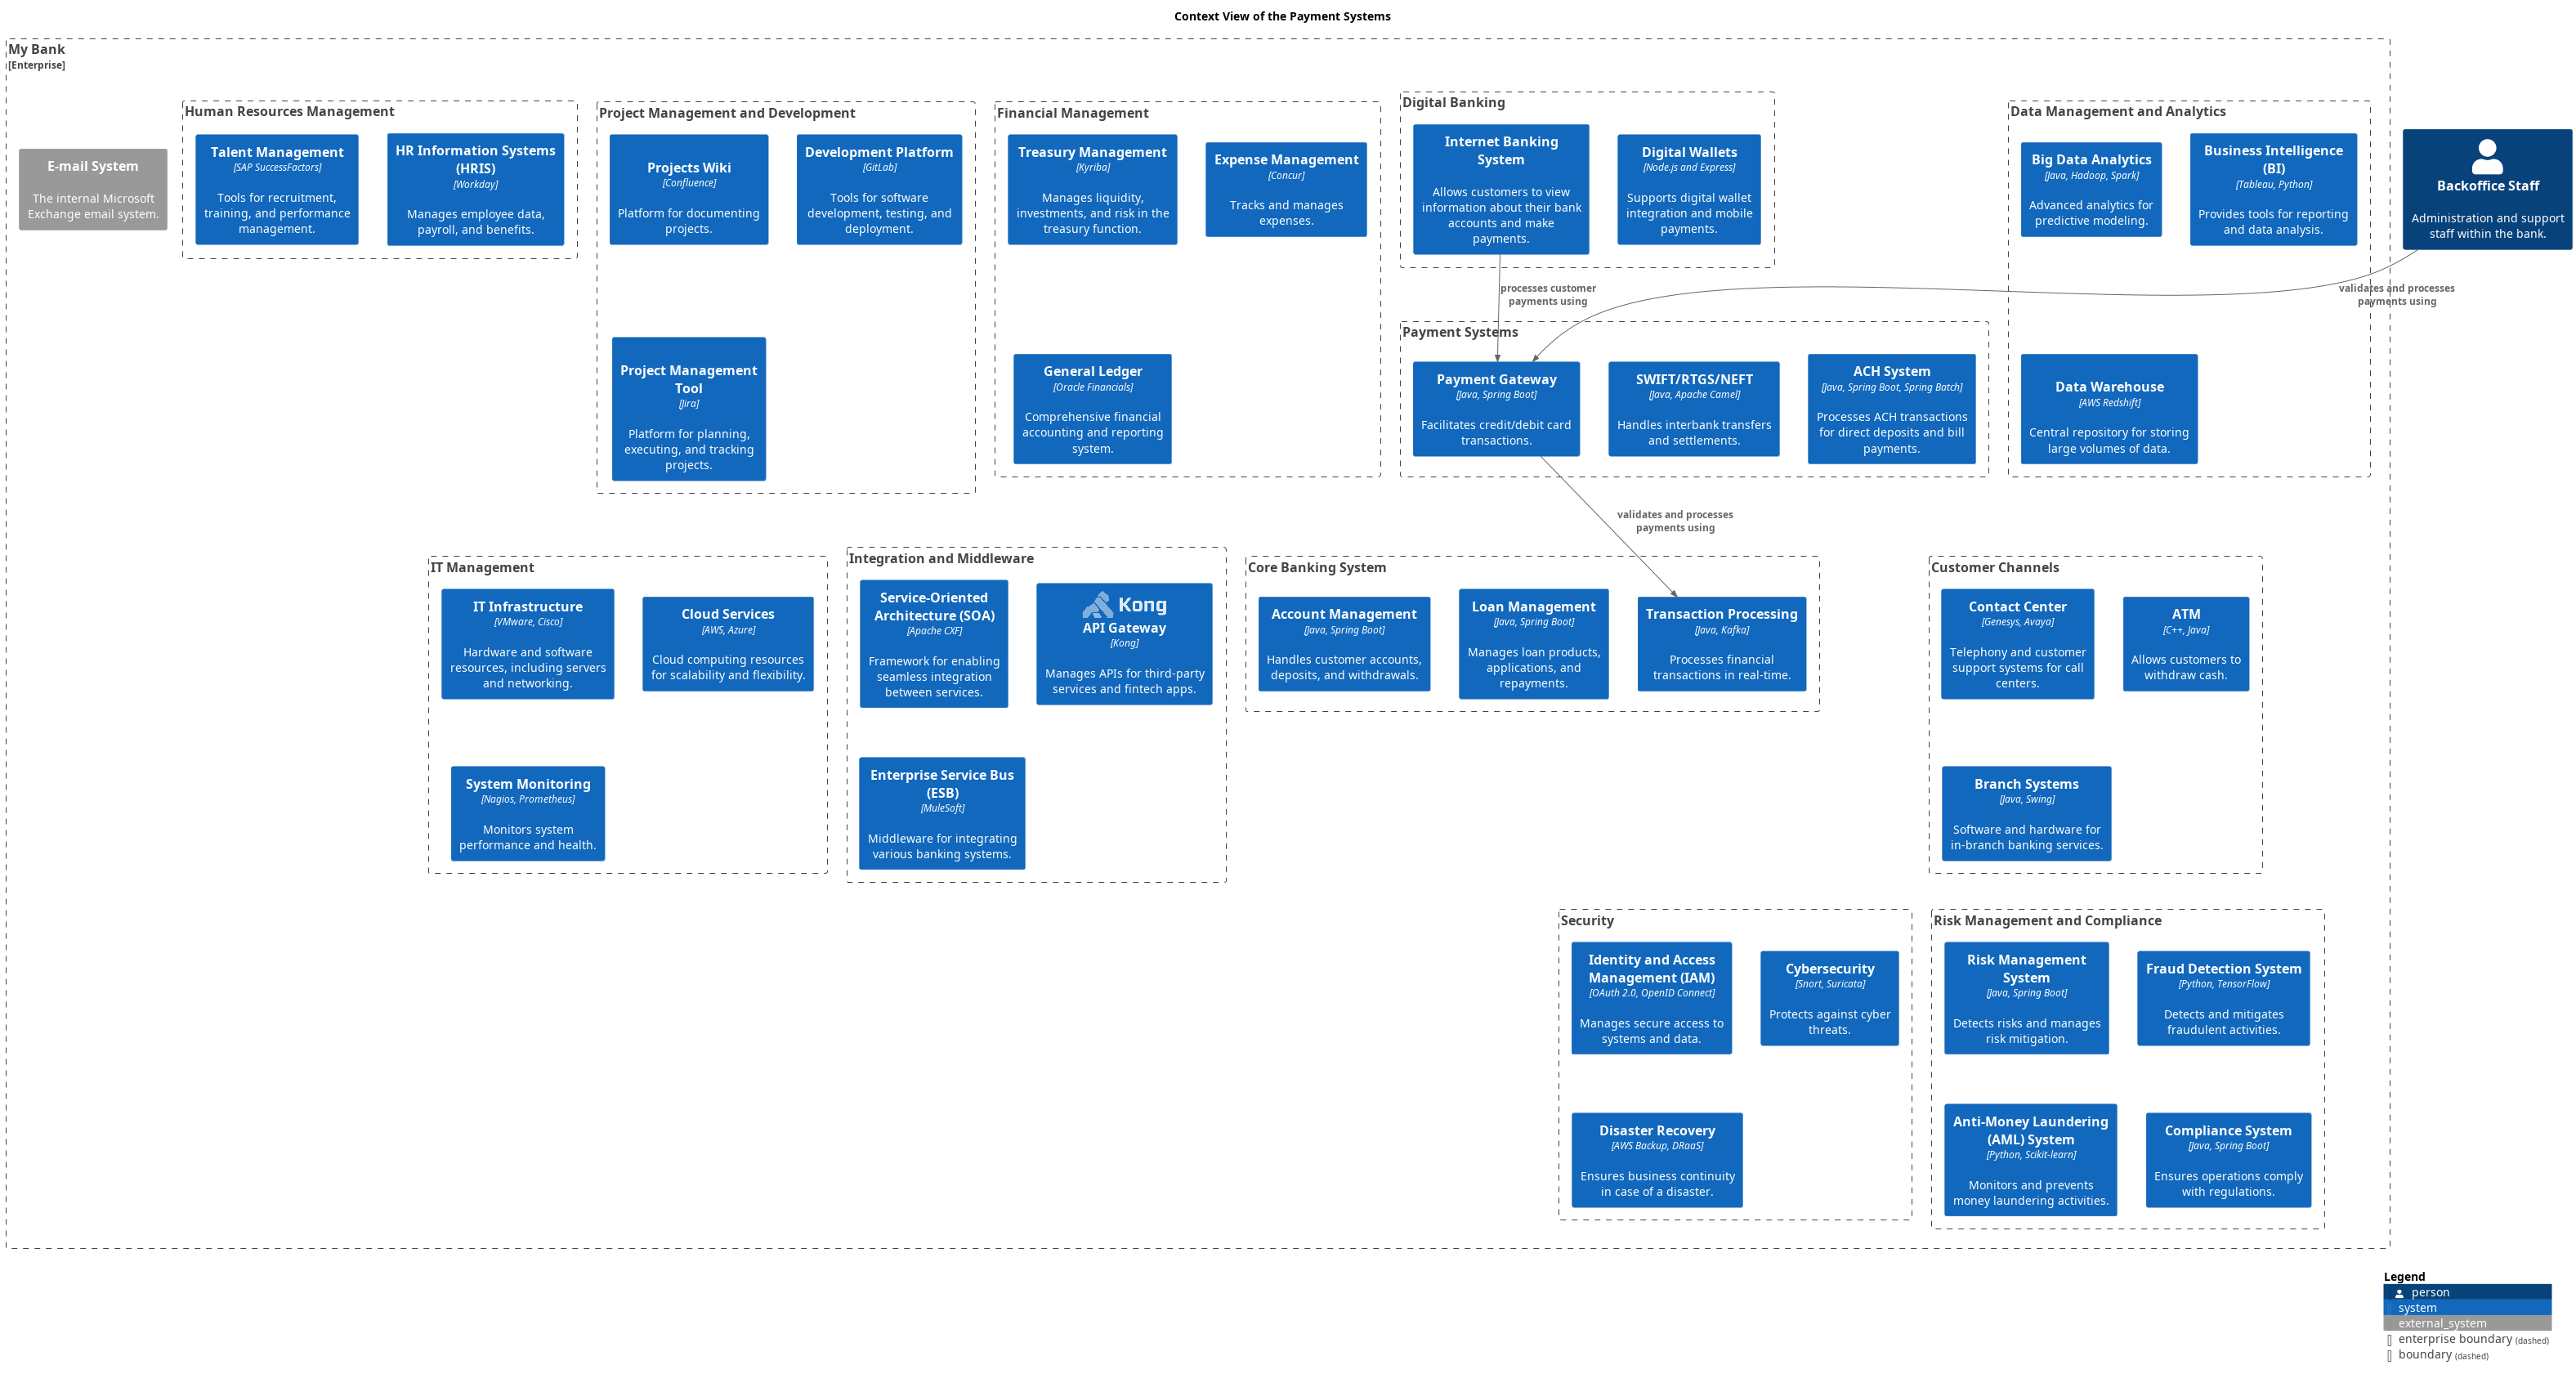 Context View of the Payment Systems
My Bank
[Enterprise]
E-mail System
The internal Microsoft
Exchange email system.
Human Resources Management
Talent Management
[SAP SuccessFactors]
Tools for recruitment,
training, and performance
management.
HR Information Systems
(HRIS)
[Workday]
Manages employee data,
payroll, and benefits.
Project Management and Development
Projects Wiki
[Confluence]
Platform for documenting
projects.
Development Platform
[GitLab]
Tools for software
development, testing, and
deployment.
Project Management
Tool
[Jira]
Platform for planning,
executing, and tracking
projects.
Financial Management
Treasury Management
[Kyriba]
Manages liquidity,
investments, and risk in the
treasury function.
Expense Management
[Concur]
Tracks and manages
expenses.
General Ledger
[Oracle Financials]
Comprehensive financial
accounting and reporting
system.
Digital Banking
Internet Banking
System
Allows customers to view
information about their bank
accounts and make
payments.
Digital Wallets
[Node.js and Express]
Supports digital wallet
integration and mobile
payments.
processes customer
payments using
Payment Systems
Payment Gateway
[Java, Spring Boot]
Facilitates credit/debit card
transactions.
SWIFT/RTGS/NEFT
[Java, Apache Camel]
Handles interbank transfers
and settlements.
ACH System
[Java, Spring Boot, Spring Batch]
Processes ACH transactions
for direct deposits and bill
payments.
Data Management and Analytics
Big Data Analytics
[Java, Hadoop, Spark]
Advanced analytics for
predictive modeling.
Business Intelligence
(BI)
[Tableau, Python]
Provides tools for reporting
and data analysis.
Data Warehouse
[AWS Redshift]
Central repository for storing
large volumes of data.
Backoffice Staff
Administration and support
staff within the bank.
validates and processes
payments using
validates and processes
payments using
IT Management
IT Infrastructure
[VMware, Cisco]
Hardware and software
resources, including servers
and networking.
Cloud Services
[AWS, Azure]
Cloud computing resources
for scalability and flexibility.
System Monitoring
[Nagios, Prometheus]
Monitors system
performance and health.
Integration and Middleware
Service-Oriented
Architecture (SOA)
[Apache CXF]
Framework for enabling
seamless integration
between services.
Kong
API Gateway
[Kong]
Manages APIs for third-party
services and fintech apps.
Enterprise Service Bus
(ESB)
[MuleSoft]
Middleware for integrating
various banking systems.
Core Banking System
Account Management
[Java, Spring Boot]
Handles customer accounts,
deposits, and withdrawals.
Loan Management
[Java, Spring Boot]
Manages loan products,
applications, and
repayments.
Transaction Processing
[Java, Kafka]
Processes financial
transactions in real-time.
Customer Channels
Contact Center
[Genesys, Avaya]
Telephony and customer
support systems for call
centers.
ATM
[C++, Java]
Allows customers to
withdraw cash.
Branch Systems
[Java, Swing]
Software and hardware for
in-branch banking services.
Security
Identity and Access
Management (IAM)
[OAuth 2.0, OpenID Connect]
Manages secure access to
systems and data.
Cybersecurity
[Snort, Suricata]
Protects against cyber
threats.
Disaster Recovery
[AWS Backup, DRaaS]
Ensures business continuity
in case of a disaster.
Risk Management and Compliance
Risk Management
System
[Java, Spring Boot]
Detects risks and manages
risk mitigation.
Fraud Detection System
[Python, TensorFlow]
Detects and mitigates
fraudulent activities.
Anti-Money Laundering
(AML) System
[Python, Scikit-learn]
Monitors and prevents
money laundering activities.
Compliance System
[Java, Spring Boot]
Ensures operations comply
with regulations.
Legend
person
system
external_system
enterprise boundary (dashed)
boundary (dashed)